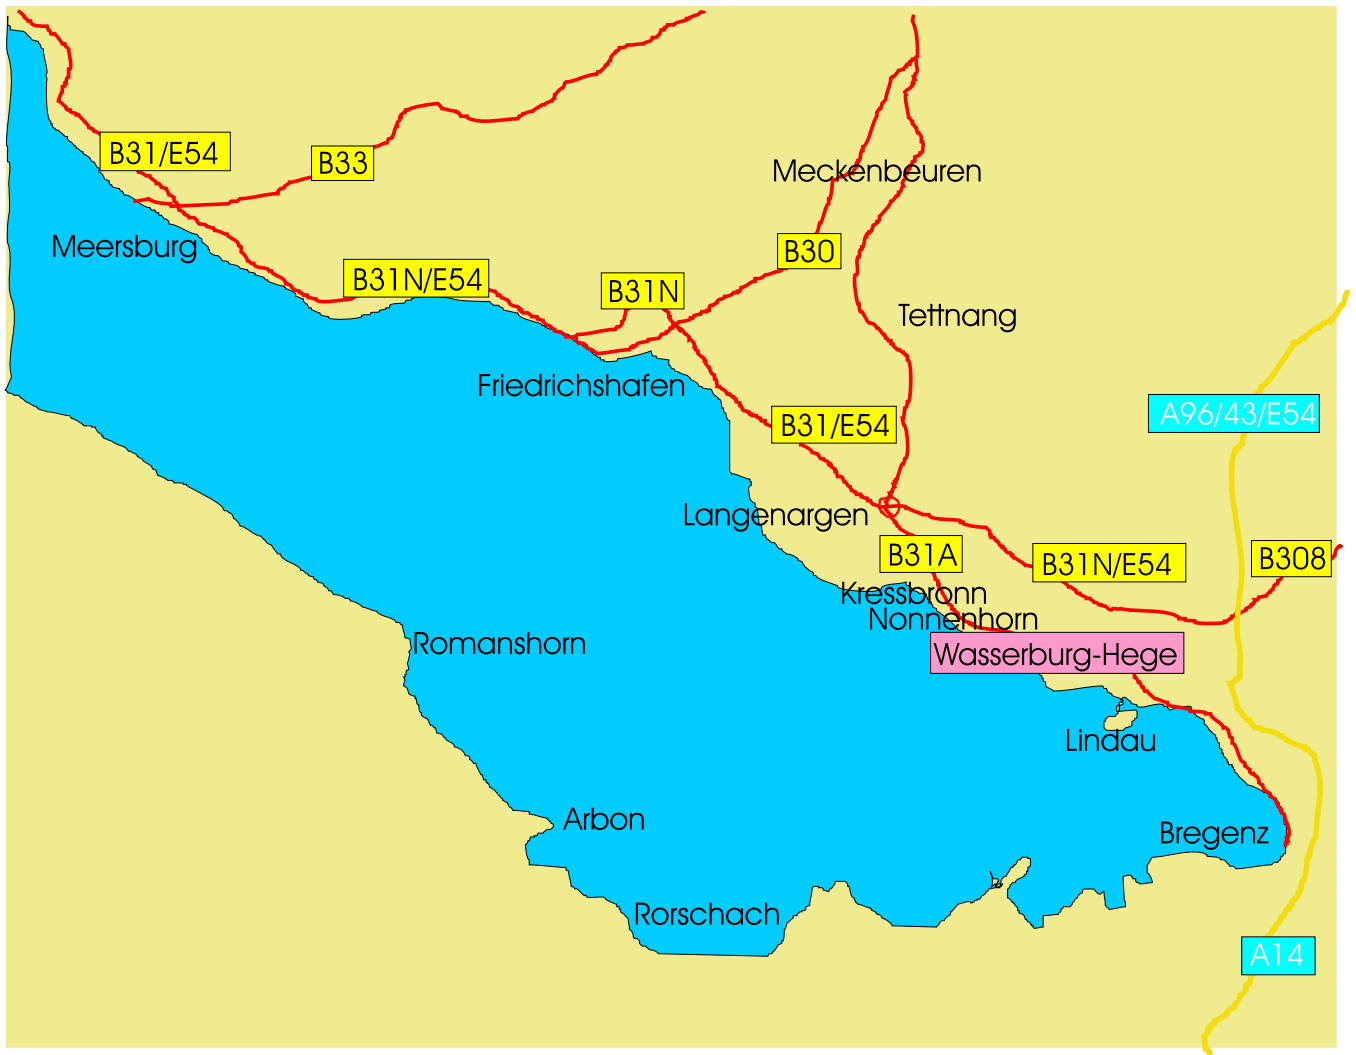 B31/E54
B33
Meckenbeuren
Meersburg
B30
B31N/E54
B31N
Tettnang
Friedrichshafen
A96/43/E54
B31/E54
Langenargen
B31A
B31N/E54
B308
Kressbronn
Nonnenhorn
Romanshorn
Wasserburg-Hege
Lindau
Arbon
Bregenz
Rorschach
A14